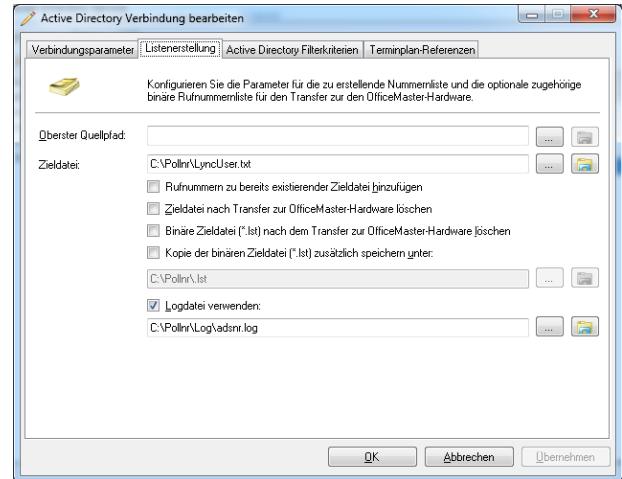 Active Directory Verbindung bearbeiten
Verbindungsparameter Listenerstellung Active Directory Filterkriterien Terminplan-Referenzen
Konfigurieren Sie die Parameter für die zu erstellende Nummernliste und die optionale zugehörige
binäre Rufnummernliste für den Transfer zur den OfficeMaster-Hardware.
Oberster Quellpfad: ...
Zieldatei: C:\Pollnr\LyncUser.txt ...
Rufnummern zu bereits existierender Zieldatei hinzufügen
Zieldatei nach Transfer zur OfficeMaster-Hardware löschen
Binäre Zieldatei (*.lst) nach dem Transfer zur OfficeMaster-Hardware löschen
Kopie der binären Zieldatei (*.lst) zusätzlich speichern unter:
C:\Pollnr\.lst ...
Logdatei verwenden:
C:\Pollnr\Log\adsnr.log ...
OK Abbrechen Übernehmen